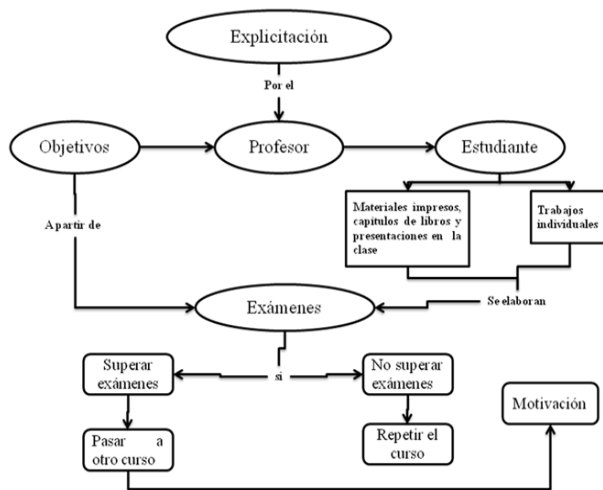 Explicitación
Por el
Objetivos
Profesor
Estudiante
Materiales impresos,
capítulos de libros y
presentaciones en la
clase
Trabajos
individuales
A partir de
Exámenes
Se elaboran
Superar
exámenes
si
No superar
exámenes
Pasar a
otro curso
Repetir el
curso
Motivación